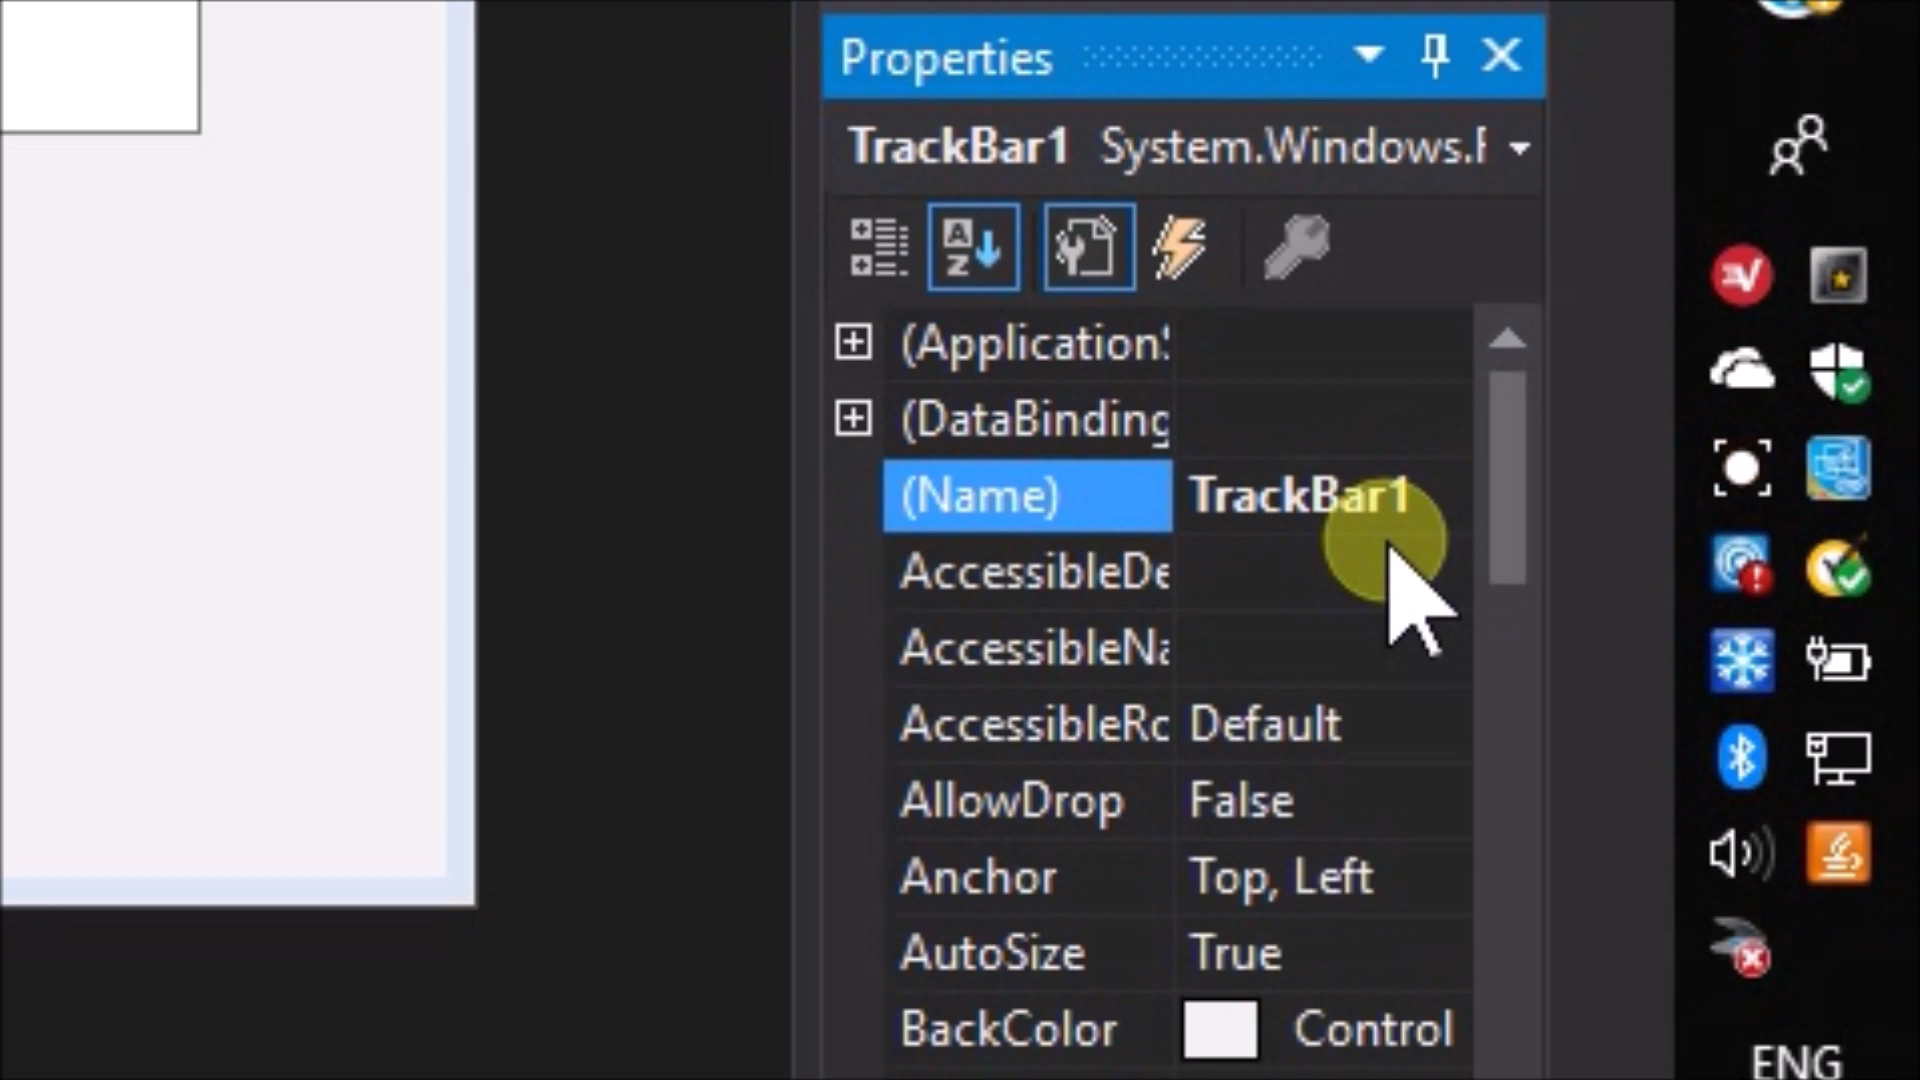 Properties
TrackBar1 System.Windows.F
(Application
(DataBinding
(Name) TrackBar1
AccessibleDe
AccessibleNa
AccessibleRo Default
AllowDrop False
Anchor Top, Left
AutoSize True
BackColor Control
ENG